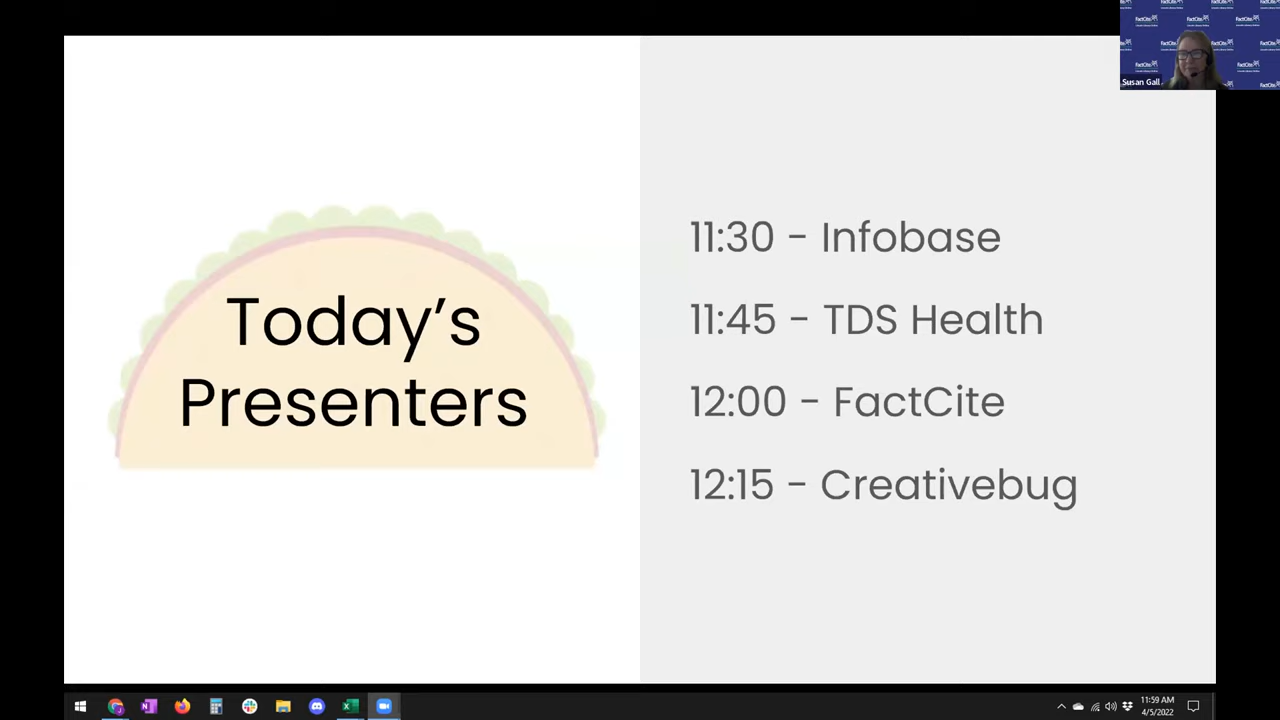 Today's
Presenters
11:30 - Infobase
11:45 - TDS Health
12:00 - FactCite
12:15 - Creativebug
FactCite
Susan Gall
11:59 AM
4/5/2022